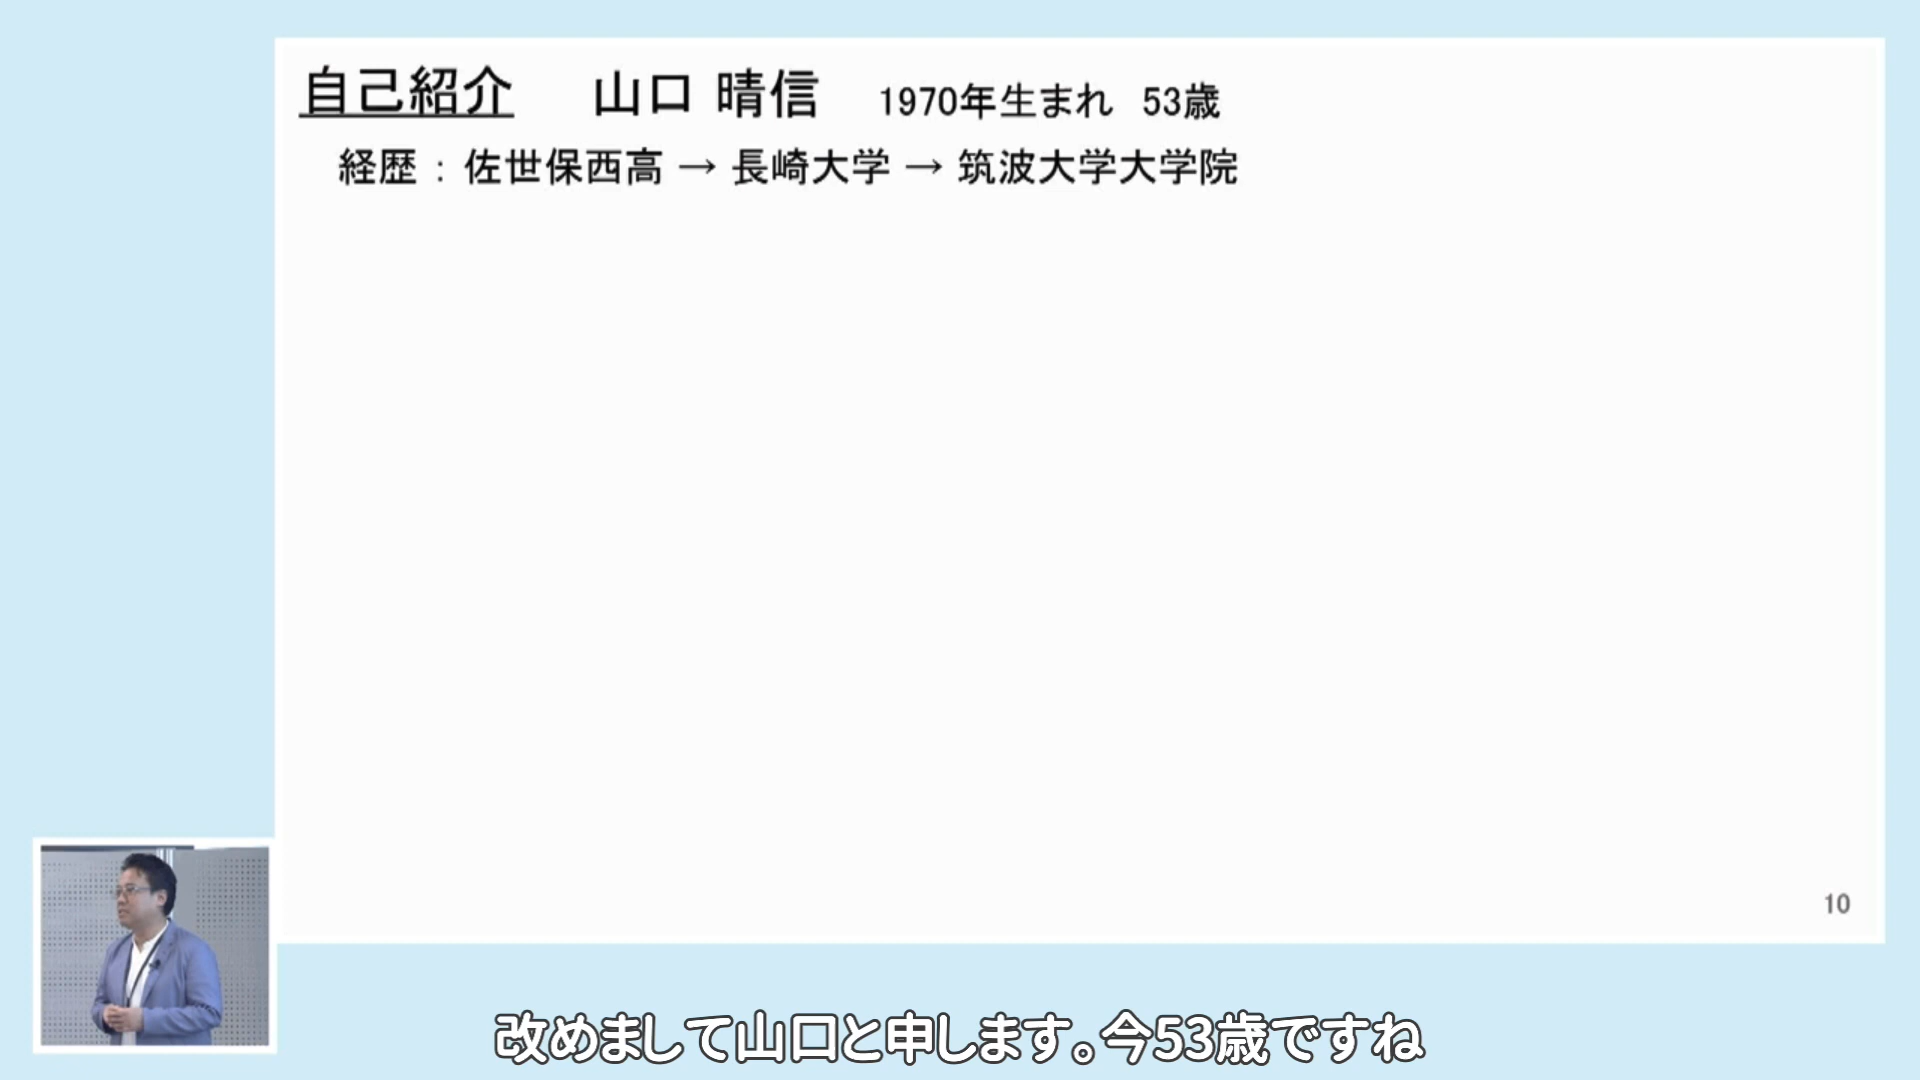 自己紹介 山口 晴信 1970年生まれ 53歳
経歴：佐世保西高 → 長崎大学 → 筑波大学大学院
10
改めまして山口と申します。今53歳ですね